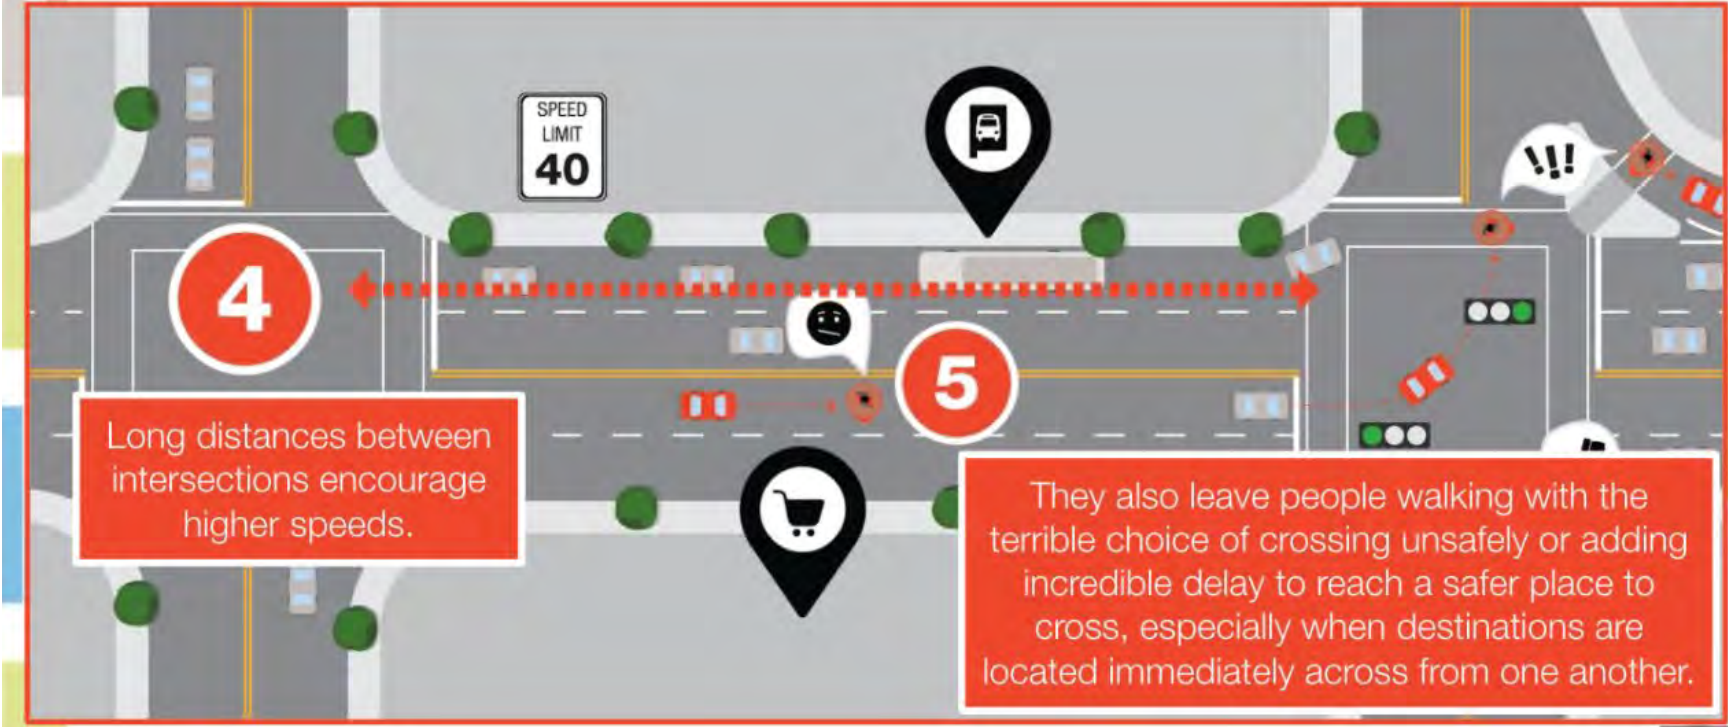 SPEED
LIMIT
40
!!!
4
5
Long distances between
intersections encourage
higher speeds.
They also leave people walking with the
terrible choice of crossing unsafely or adding
incredible delay to reach a safer place to
cross, especially when destinations are
located immediately across from one another.